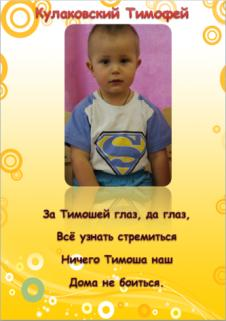 Кулаковский Тимофей
S
За Тимошей глаз, да глаз,
Всё узнать стремиться
Ничего Тимоша наш
Дома не боиться.